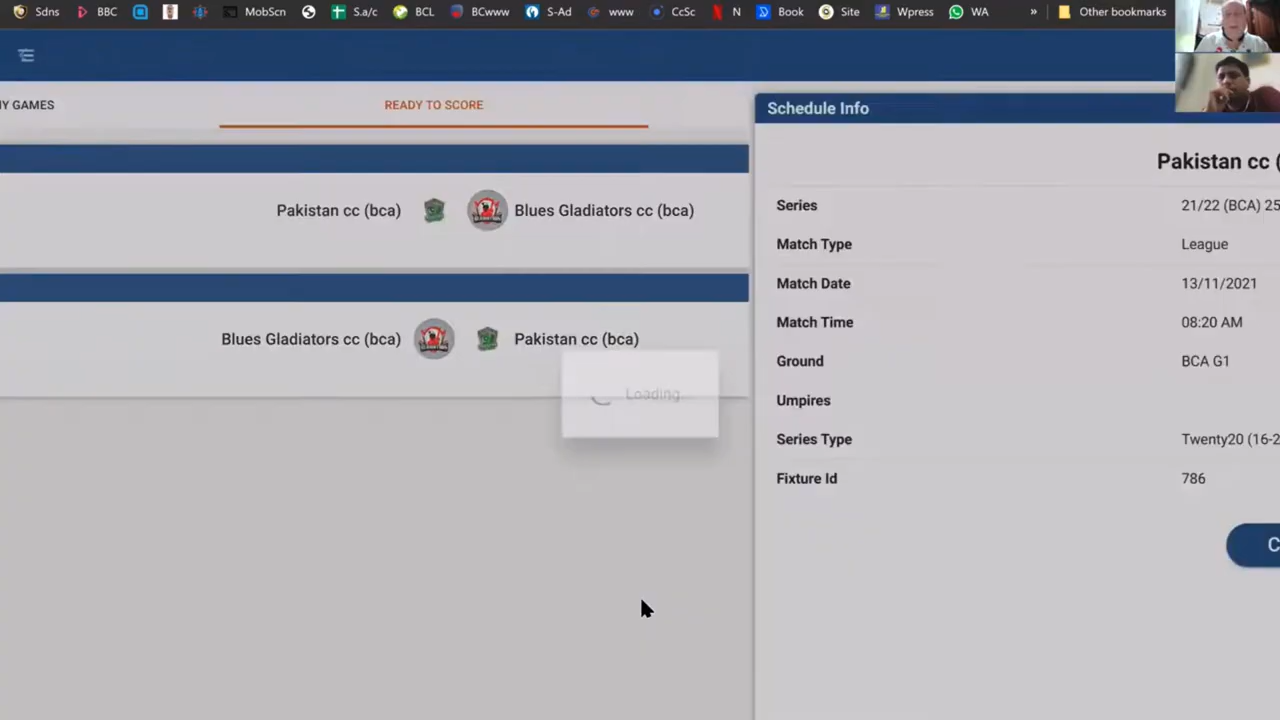 Sdns BBC MobScn S.a/c BCL BCwww S-Ad www CcSc N Book Site Wpress WA » Other bookmarks
MY GAMES READY TO SCORE
Pakistan cc (bca) Blues Gladiators cc (bca)
Blues Gladiators cc (bca) Pakistan cc (bca)
Loading...
Schedule Info
Pakistan cc (
Series 21/22 (BCA) 25
Match Type League
Match Date 13/11/2021
Match Time 08:20 AM
Ground BCA G1
Umpires
Series Type Twenty20 (16-2
Fixture Id 786
C